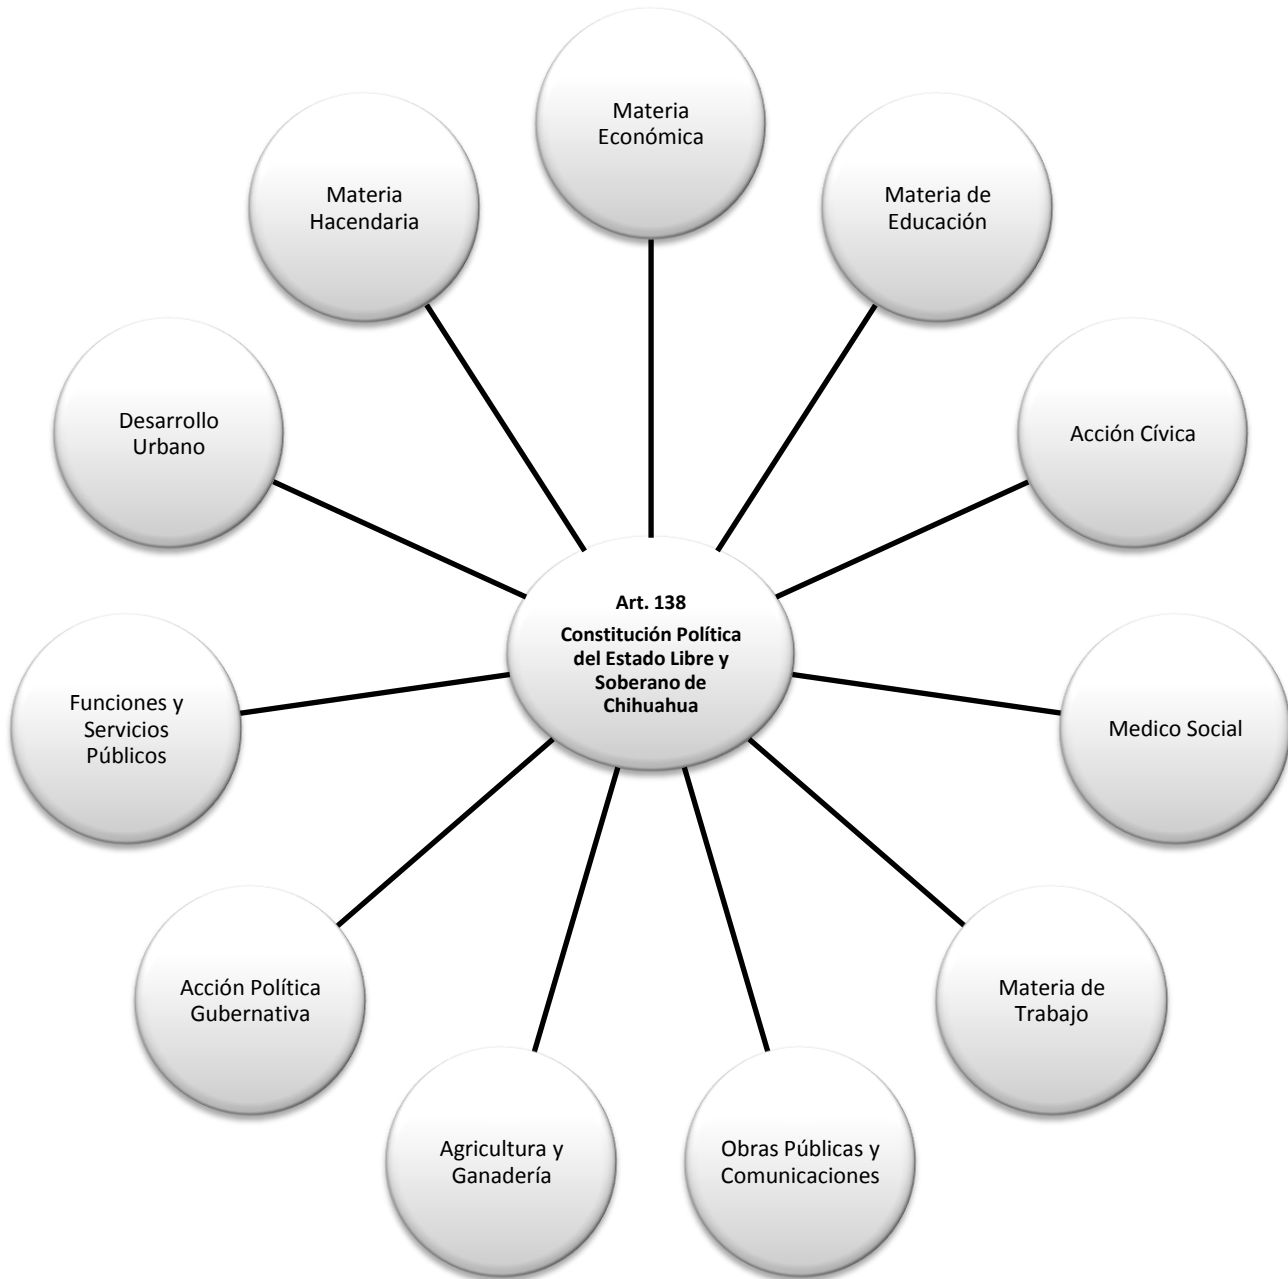 Materia
Económica
Materia de
Educación
Acción Cívica
Medico Social
Materia de
Trabajo
Obras Públicas y
Comunicaciones
Agricultura y
Ganadería
Acción Política
Gubernativa
Funciones y
Servicios
Públicos
Desarrollo
Urbano
Materia
Hacendaria
Art. 138
Constitución Política
del Estado Libre y
Soberano de
Chihuahua